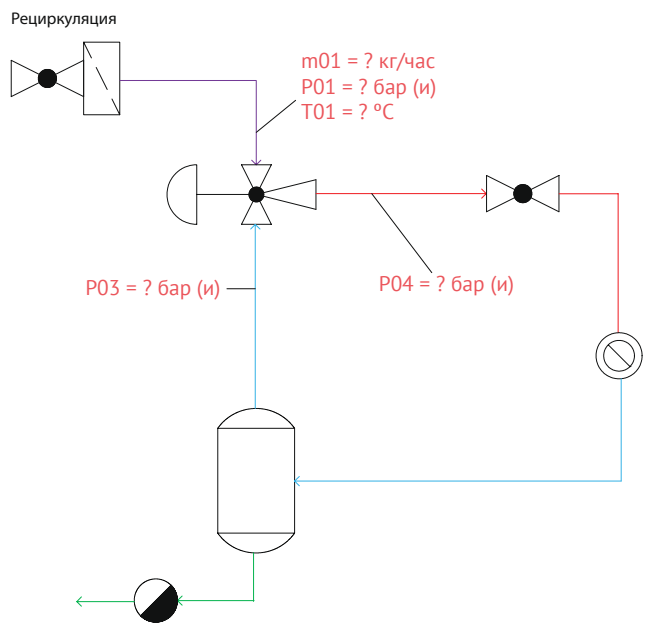 Рециркуляция
m01 = ? кг/час
P01 = ? бар (и)
T01 = ? ºC
P03 = ? бар (и)
P04 = ? бар (и)